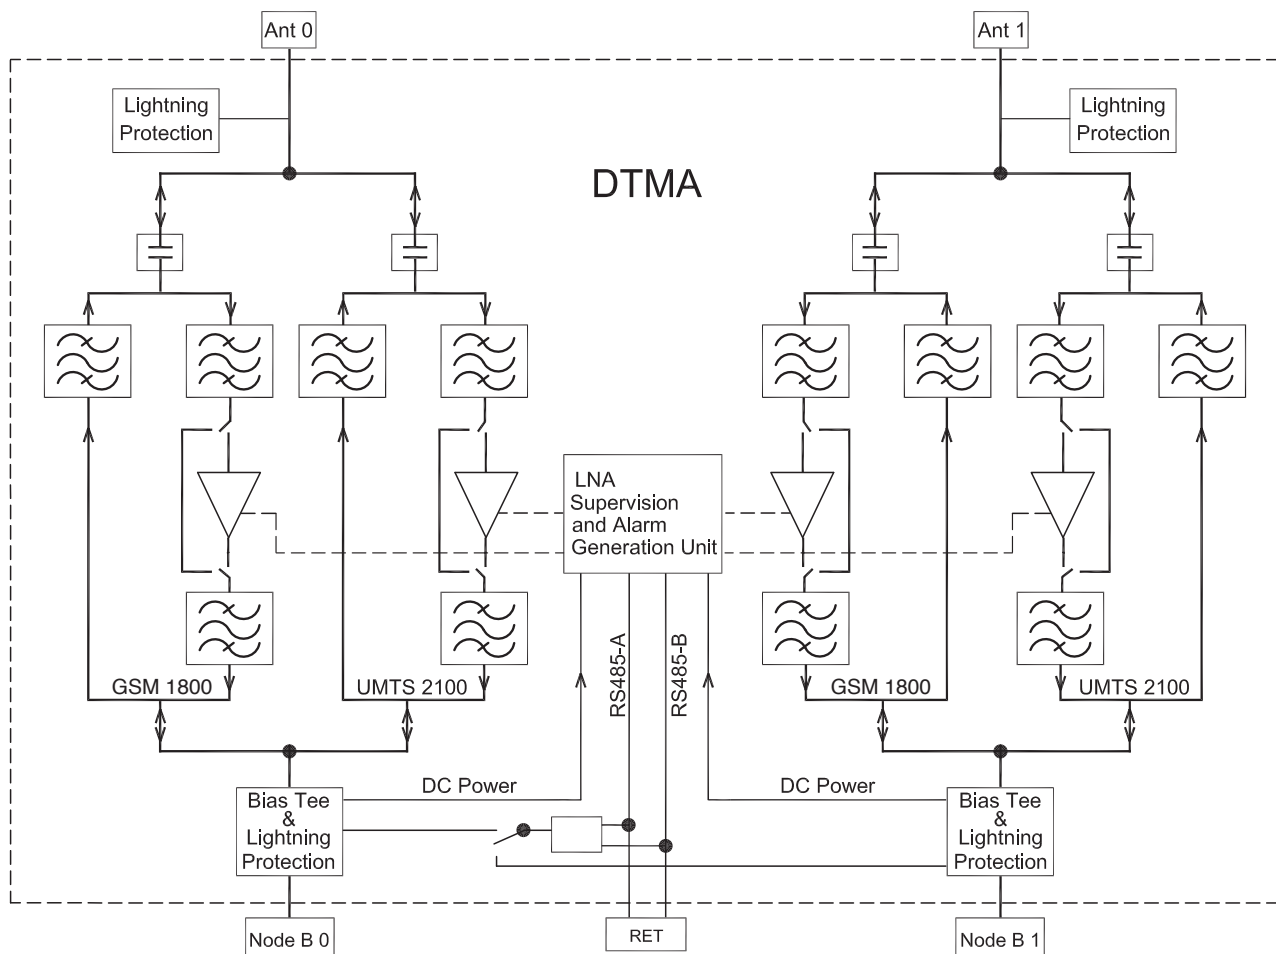 Ant 0
Ant 1
Lightning
Protection
Lightning
Protection
DTMA
LNA
Supervision
and Alarm
Generation Unit
GSM 1800
UMTS 2100
RS485-A
RS485-B
GSM 1800
UMTS 2100
DC Power
DC Power
Bias Tee
&
Lightning
Protection
Bias Tee
&
Lightning
Protection
Node B 0
RET
Node B 1